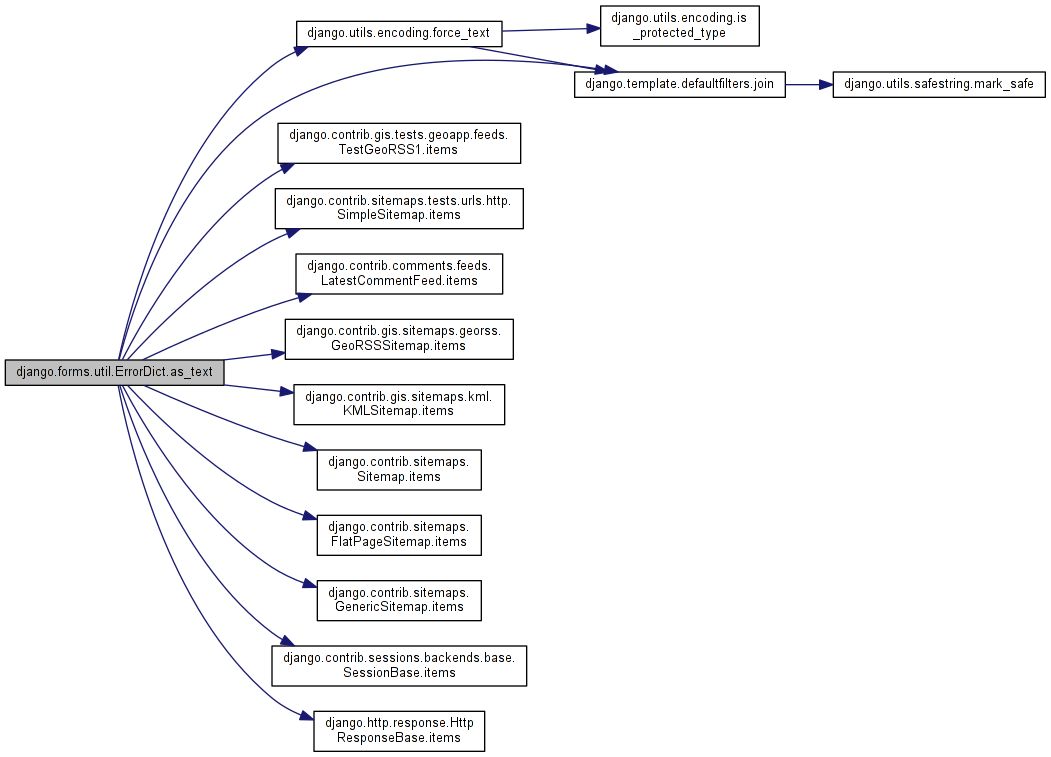 django.utils.encoding.force_text
django.utils.encoding.is
_protected_type
django.template.defaultfilters.join
django.utils.safestring.mark_safe
django.contrib.gis.tests.geoapp.feeds.
TestGeoRSS1.items
django.contrib.sitemaps.tests.urls.http.
SimpleSitemap.items
django.contrib.comments.feeds.
LatestCommentFeed.items
django.contrib.gis.sitemaps.georss.
GeoRSSSitemap.items
django.forms.util.ErrorDict.as_text
django.contrib.gis.sitemaps.kml.
KMLSitemap.items
django.contrib.sitemaps.
Sitemap.items
django.contrib.sitemaps.
FlatPageSitemap.items
django.contrib.sitemaps.
GenericSitemap.items
django.contrib.sessions.backends.base.
SessionBase.items
django.http.response.Http
ResponseBase.items